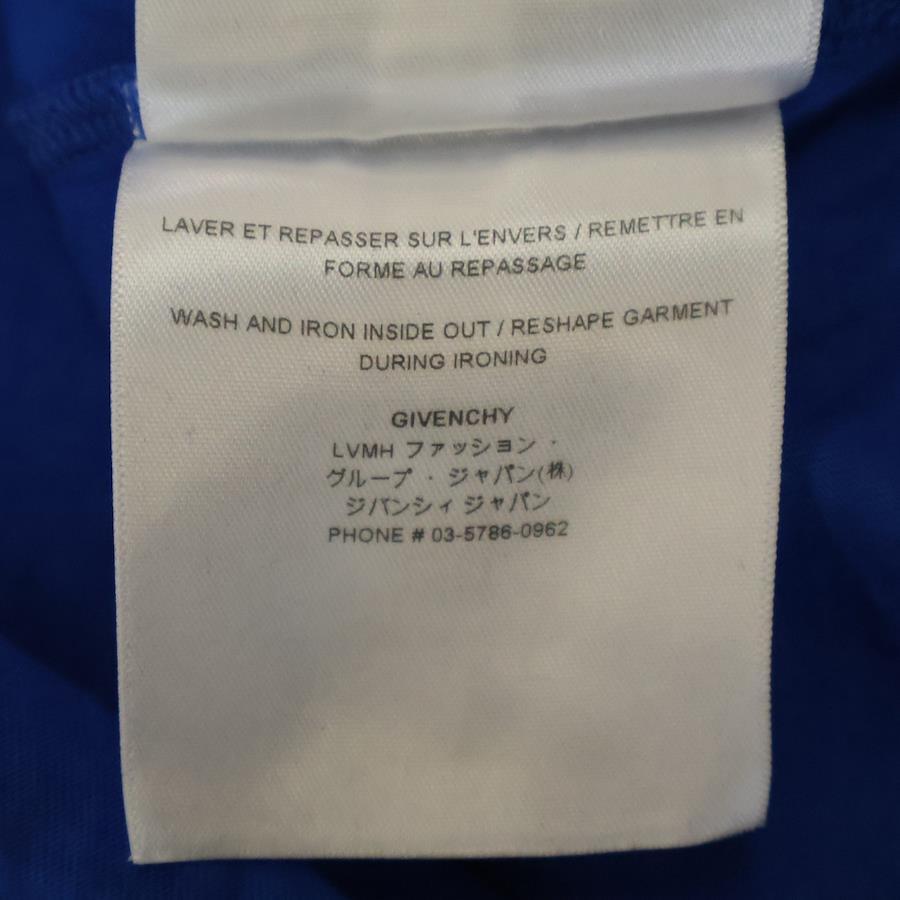 LAVER ET REPASSER SUR L'ENVERS / REMETTRE EN
FORME AU REPASSAGE
WASH AND IRON INSIDE OUT / RESHAPE GARMENT
DURING IRONING
GIVENCHY
LVMH ファッション ・
グループ ・ ジャパン(株)
ジバンシィ ジャパン
PHONE # 03-5786-0962